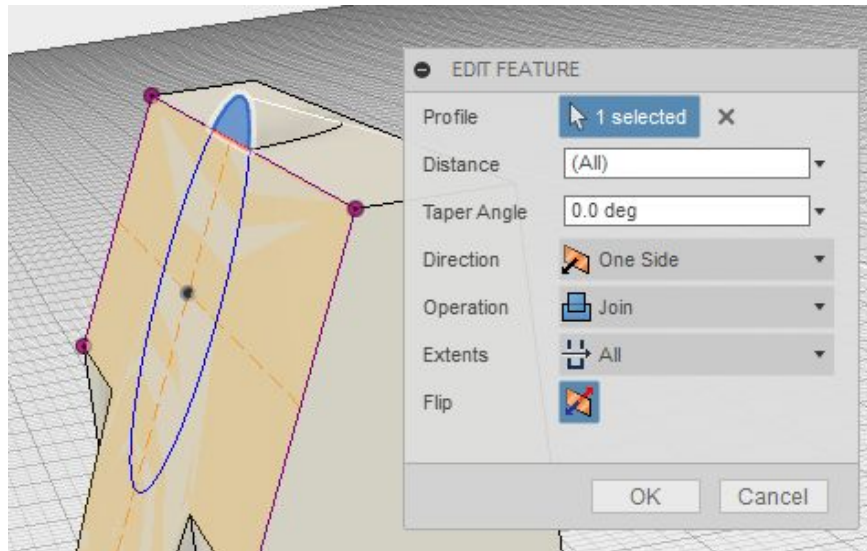 EDIT FEATURE
Profile 1 selected
Distance (All)
Taper Angle 0.0 deg
Direction One Side
Operation Join
Extents All
Flip
OK Cancel